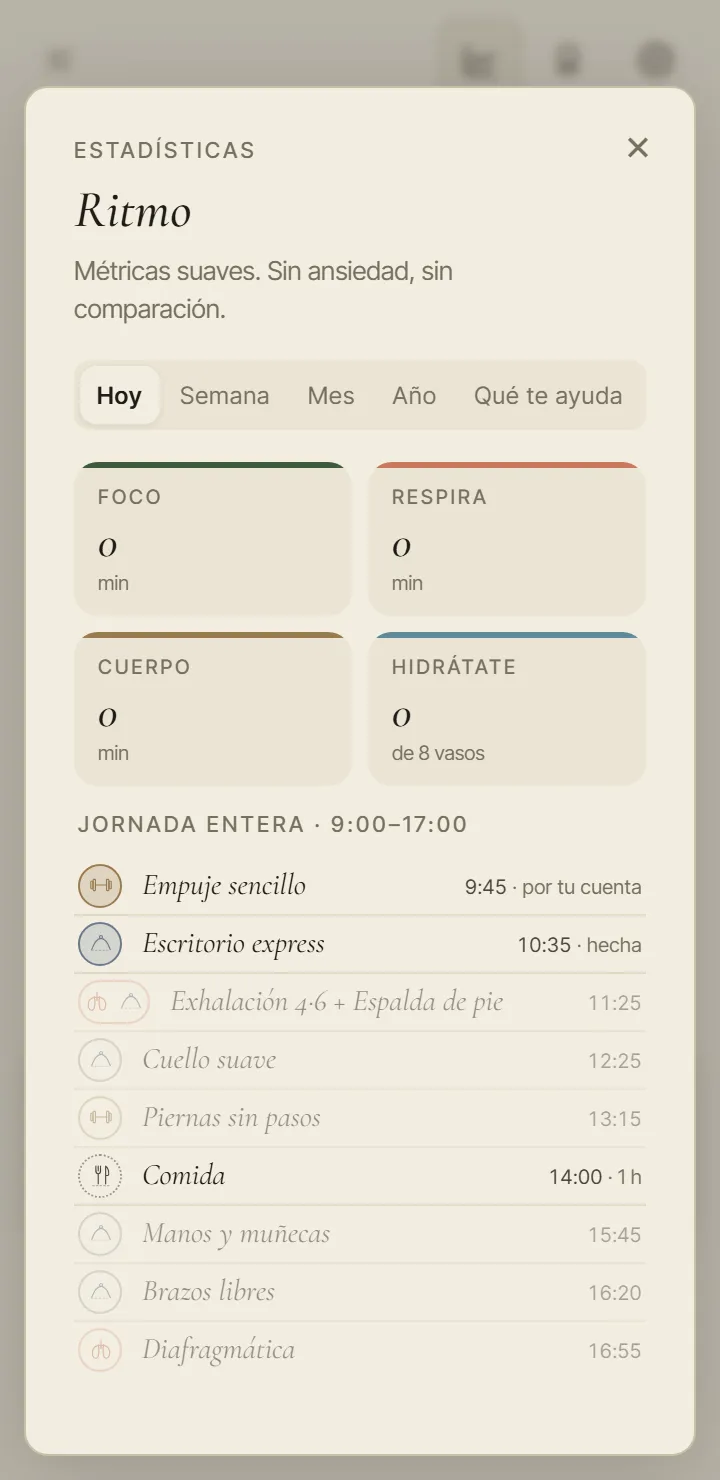 ESTADÍSTICAS
Ritmo
Métricas suaves. Sin ansiedad, sin
comparación.
Hoy Semana Mes Año Qué te ayuda
FOCO
0
min
RESPIRA
0
min
CUERPO
0
min
HIDRÁTATE
0
de 8 vasos
JORNADA ENTERA · 9:00–17:00
Empuje sencillo 9:45 · por tu cuenta
Escritorio express 10:35 · hecha
Exhalación 4·6 + Espalda de pie 11:25
Cuello suave 12:25
Piernas sin pasos 13:15
Comida 14:00 · 1 h
Manos y muñecas 15:45
Brazos libres 16:20
Diafragmática 16:55